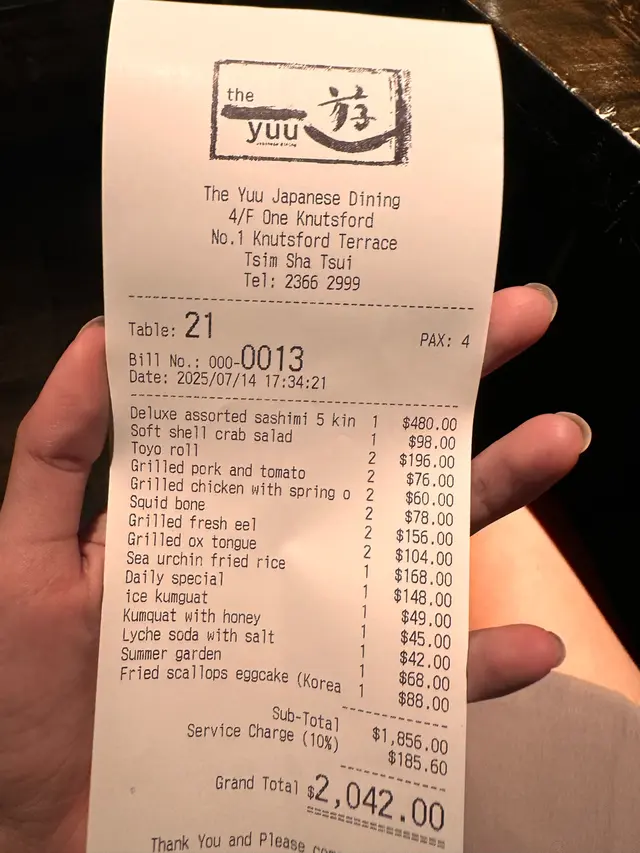 the
yuu
Japanese Dining
The Yuu Japanese Dining
4/F One Knutsford
No.1 Knutsford Terrace
Tsim Sha Tsui
Tel: 2366 2999
Table: 21 PAX: 4
Bill No.: 000-0013
Date: 2025/07/14 17:34:21
Deluxe assorted sashimi 5 kin 1 $480.00
Soft shell crab salad 1 $98.00
Toyo roll 2 $196.00
Grilled pork and tomato 2 $76.00
Grilled chicken with spring o 2 $60.00
Squid bone 2 $78.00
Grilled fresh eel 2 $156.00
Grilled ox tongue 2 $104.00
Sea urchin fried rice 1 $168.00
Daily special 1 $148.00
ice kumguat 1 $49.00
Kumquat with honey 1 $45.00
Lyche soda with salt 1 $42.00
Summer garden 1 $68.00
Fried scallops eggcake (Korea 1 $88.00
Sub-Total $1,856.00
Service Charge (10%) $185.60
Grand Total $2,042.00
Thank You and Please